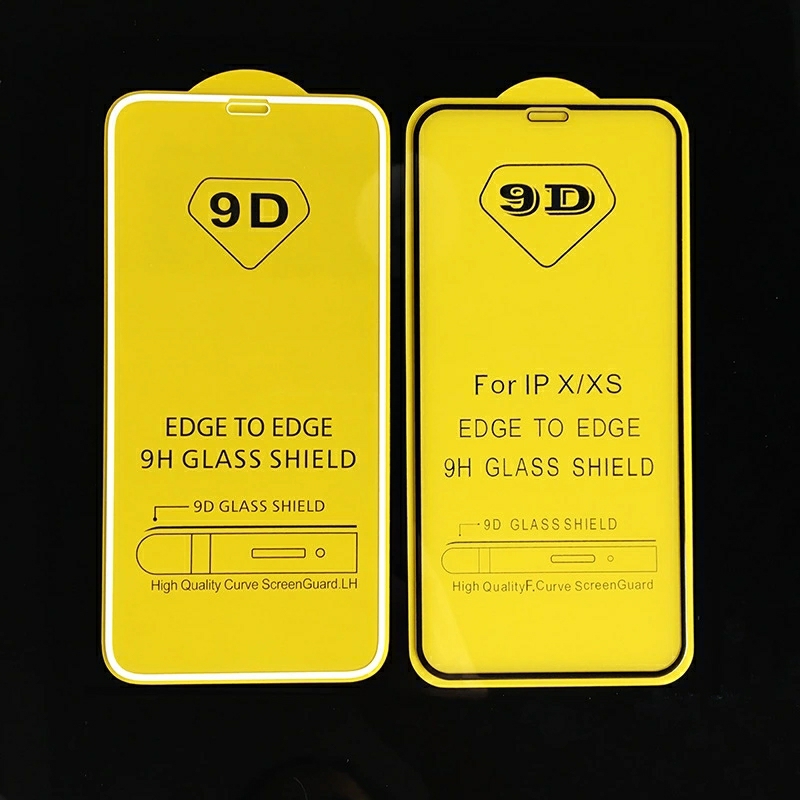 9D
EDGE TO EDGE
9H GLASS SHIELD
9D GLASS SHIELD
High Quality Curve ScreenGuard.LH
9D
For IP X/XS
EDGE TO EDGE
9H GLASS SHIELD
9D GLASS SHIELD
High QualityF,Curve ScreenGuard